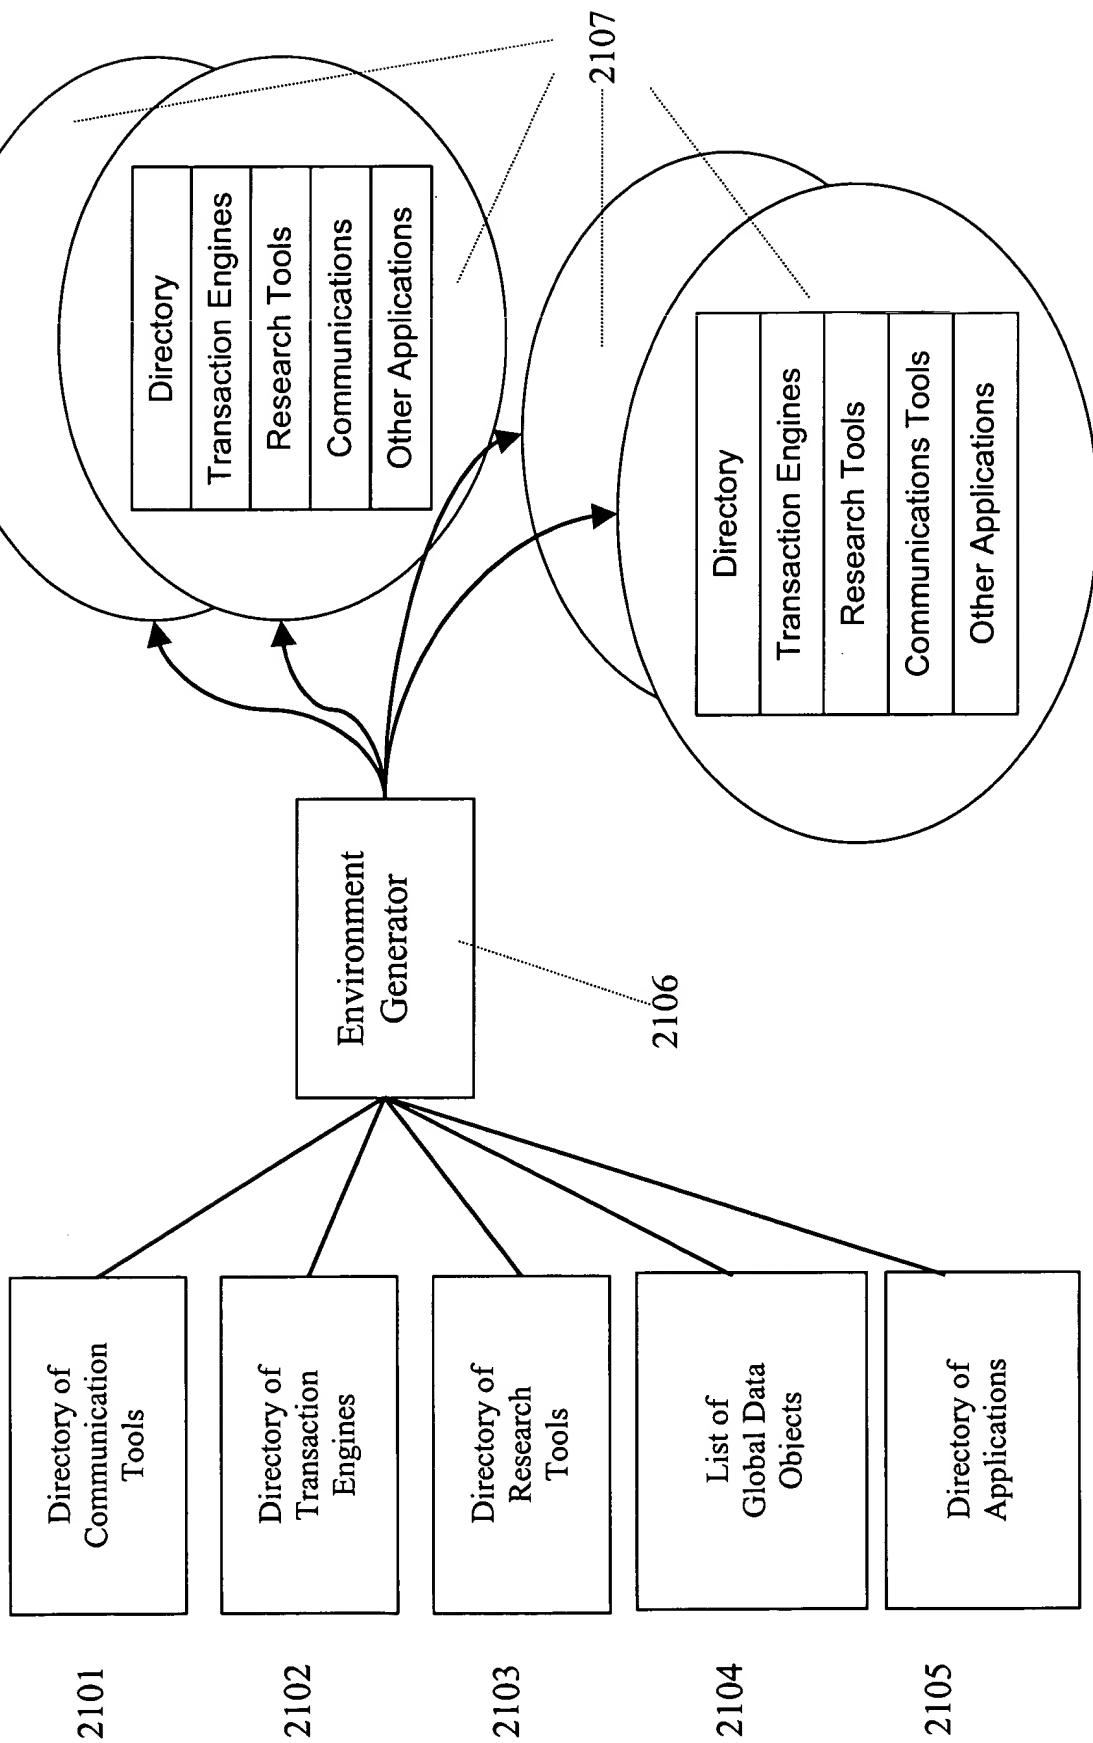 2101
Directory of
Communication
Tools
2102
Directory of
Transaction
Engines
2103
Directory of
Research
Tools
2104
List of
Global Data
Objects
2105
Directory of
Applications
Environment
Generator
2106
Directory
Transaction Engines
Research Tools
Communications
Other Applications
2107
Directory
Transaction Engines
Research Tools
Communications Tools
Other Applications